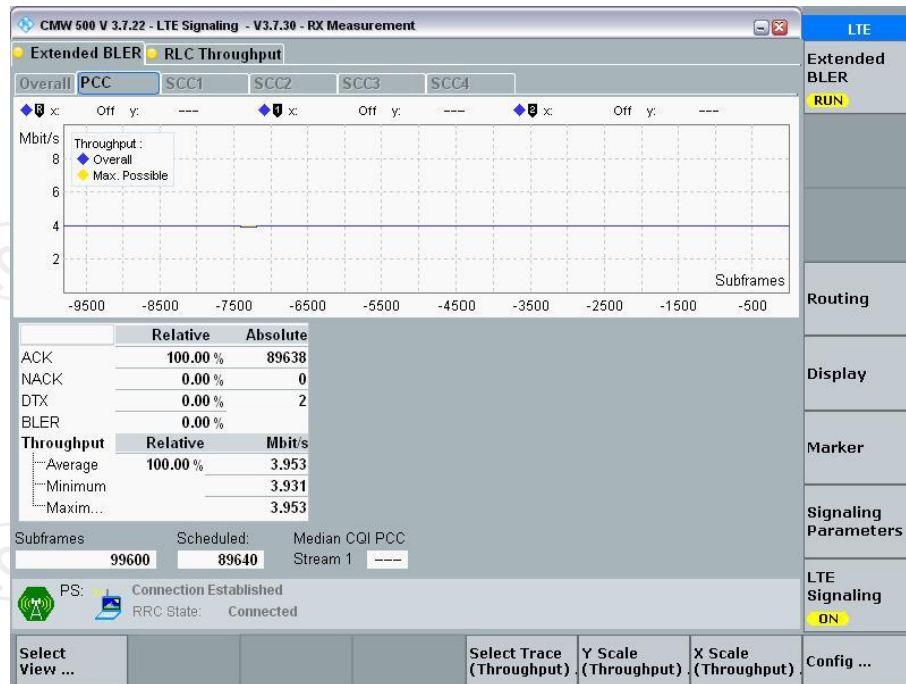 CMW 500 V 3.7.22 - LTE Signaling - V3.7.30 - RX Measurement
LTE
Extended BLER RLC Throughput
Extended
BLER
RUN
Overall PCC SCC1 SCC2 SCC3 SCC4
R x: Off y: --- 1 x: Off y: --- 2 x: Off y: ---
Mbit/s
Throughput :
Overall
Max. Possible
8
6
4
2
Subframes
-9500 -8500 -7500 -6500 -5500 -4500 -3500 -2500 -1500 -500
Routing
Relative Absolute
ACK 100.00 % 89638
NACK 0.00 % 0
DTX 0.00 % 2
BLER 0.00 %
Throughput Relative Mbit/s
Average 100.00 % 3.953
Minimum 3.931
Maxim... 3.953
Display
Marker
Signaling
Parameters
Subframes Scheduled: Median CQI PCC
99600 89640 Stream 1 ---
PS: Connection Established
RRC State: Connected
LTE
Signaling
ON
Select
View ...
Select Trace
(Throughput) .
Y Scale
(Throughput) .
X Scale
(Throughput) .
Config ...